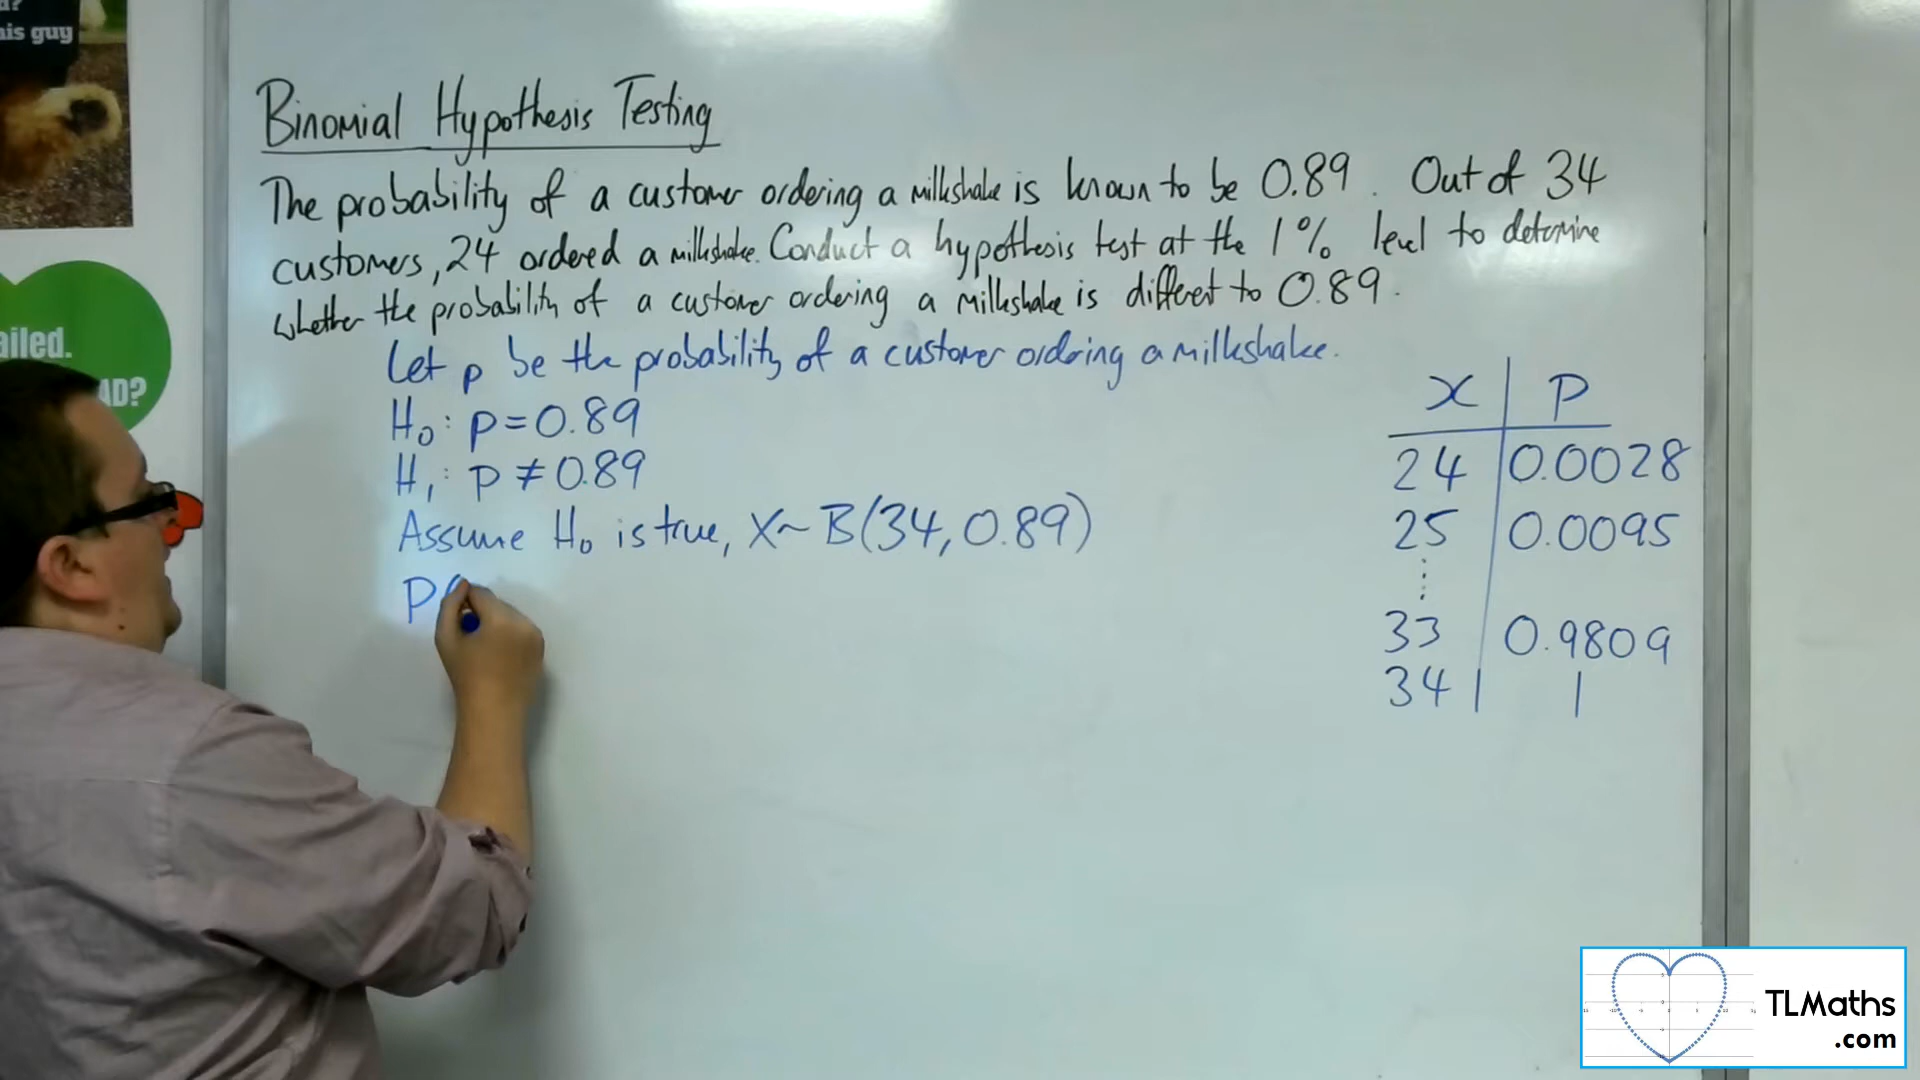 his guy
ailed.
AD?
Binomial Hypothesis Testing
The probability of a customer ordering a milkshake is known to be 0.89. Out of 34
customers, 24 ordered a milkshake. Conduct a hypothesis test at the 1% level to determine
whether the probability of a customer ordering a milkshake is different to 0.89.
Let p be the probability of a customer ordering a milkshake.
H₀: p=0.89
H₁: p≠0.89
Assume H₀ is true, X~B(34,0.89)
P(
x | p
24 | 0.0028
25 | 0.0095
⋮
33 0.9809
34 | 1
TLMaths
.com